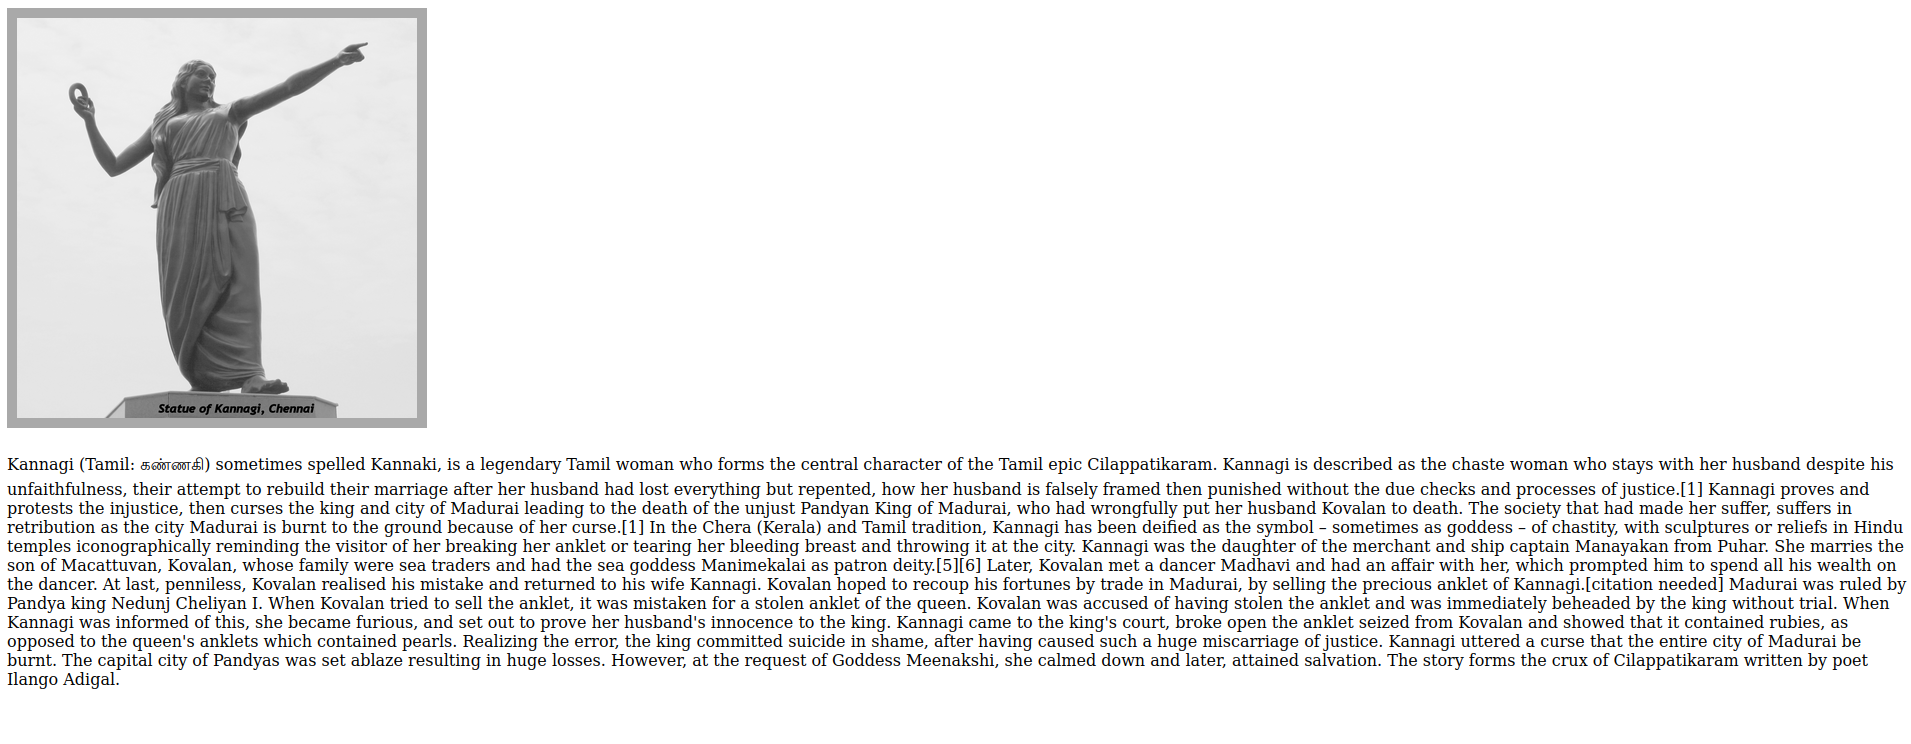 Statue of Kannagi, Chennai
Kannagi (Tamil: கண்ணகி) sometimes spelled Kannaki, is a legendary Tamil woman who forms the central character of the Tamil epic Cilappatikaram. Kannagi is described as the chaste woman who stays with her husband despite his
unfaithfulness, their attempt to rebuild their marriage after her husband had lost everything but repented, how her husband is falsely framed then punished without the due checks and processes of justice.[1] Kannagi proves and
protests the injustice, then curses the king and city of Madurai leading to the death of the unjust Pandyan King of Madurai, who had wrongfully put her husband Kovalan to death. The society that had made her suffer, suffers in
retribution as the city Madurai is burnt to the ground because of her curse.[1] In the Chera (Kerala) and Tamil tradition, Kannagi has been deified as the symbol – sometimes as goddess – of chastity, with sculptures or reliefs in Hindu
temples iconographically reminding the visitor of her breaking her anklet or tearing her bleeding breast and throwing it at the city. Kannagi was the daughter of the merchant and ship captain Manayakan from Puhar. She marries the
son of Macattuvan, Kovalan, whose family were sea traders and had the sea goddess Manimekalai as patron deity.[5][6] Later, Kovalan met a dancer Madhavi and had an affair with her, which prompted him to spend all his wealth on
the dancer. At last, penniless, Kovalan realised his mistake and returned to his wife Kannagi. Kovalan hoped to recoup his fortunes by trade in Madurai, by selling the precious anklet of Kannagi.[citation needed] Madurai was ruled by
Pandya king Nedunj Cheliyan I. When Kovalan tried to sell the anklet, it was mistaken for a stolen anklet of the queen. Kovalan was accused of having stolen the anklet and was immediately beheaded by the king without trial. When
Kannagi was informed of this, she became furious, and set out to prove her husband's innocence to the king. Kannagi came to the king's court, broke open the anklet seized from Kovalan and showed that it contained rubies, as
opposed to the queen's anklets which contained pearls. Realizing the error, the king committed suicide in shame, after having caused such a huge miscarriage of justice. Kannagi uttered a curse that the entire city of Madurai be
burnt. The capital city of Pandyas was set ablaze resulting in huge losses. However, at the request of Goddess Meenakshi, she calmed down and later, attained salvation. The story forms the crux of Cilappatikaram written by poet
Ilango Adigal.